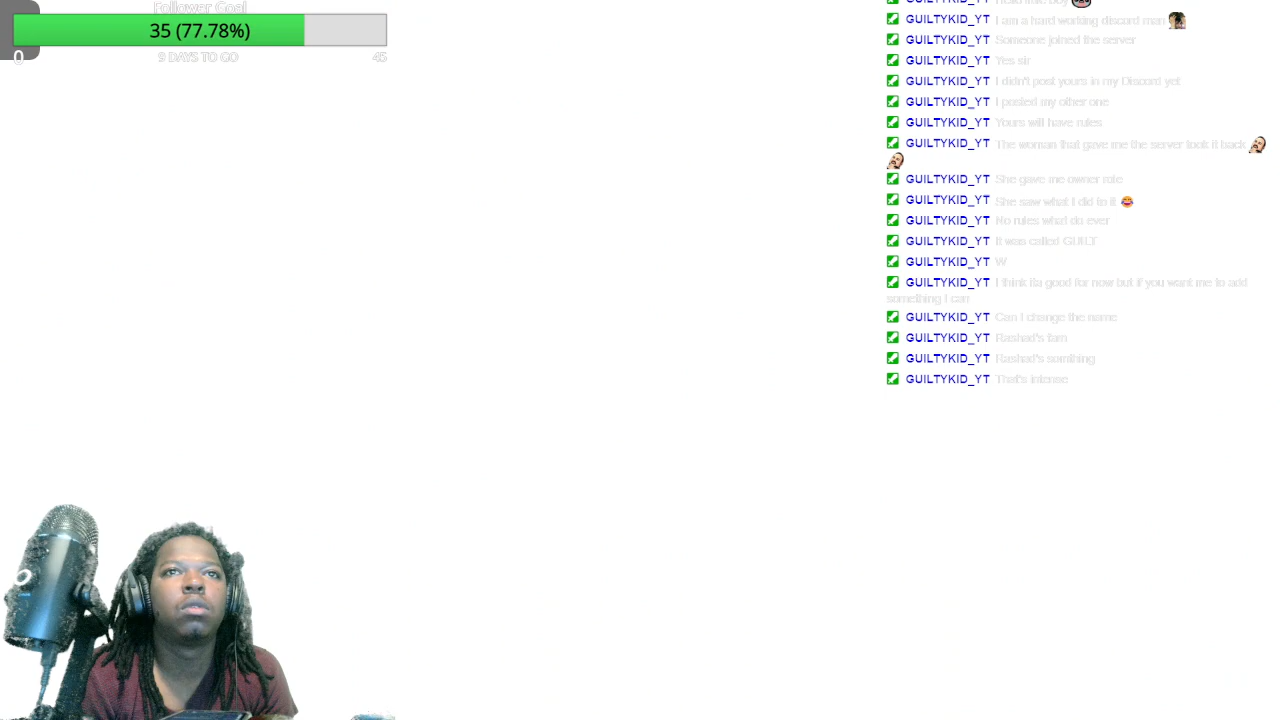 Follower Goal
35 (77.78%)
0 9 DAYS TO GO 45
GUILTYKID_YT I am a hard working discord man
GUILTYKID_YT Someone joined the server
GUILTYKID_YT Yes sir
GUILTYKID_YT I didn't post yours in my Discord yet
GUILTYKID_YT I posted my other one
GUILTYKID_YT Yours will have rules
GUILTYKID_YT The woman that gave me the server took it back
GUILTYKID_YT She gave me owner role
GUILTYKID_YT She saw what I did to it 😂
GUILTYKID_YT No rules what do ever
GUILTYKID_YT It was called GUILT
GUILTYKID_YT W
GUILTYKID_YT I think its good for now but if you want me to add
something I can
GUILTYKID_YT Can I change the name
GUILTYKID_YT Rashad's fam
GUILTYKID_YT Rashad's somthing
GUILTYKID_YT That's intense